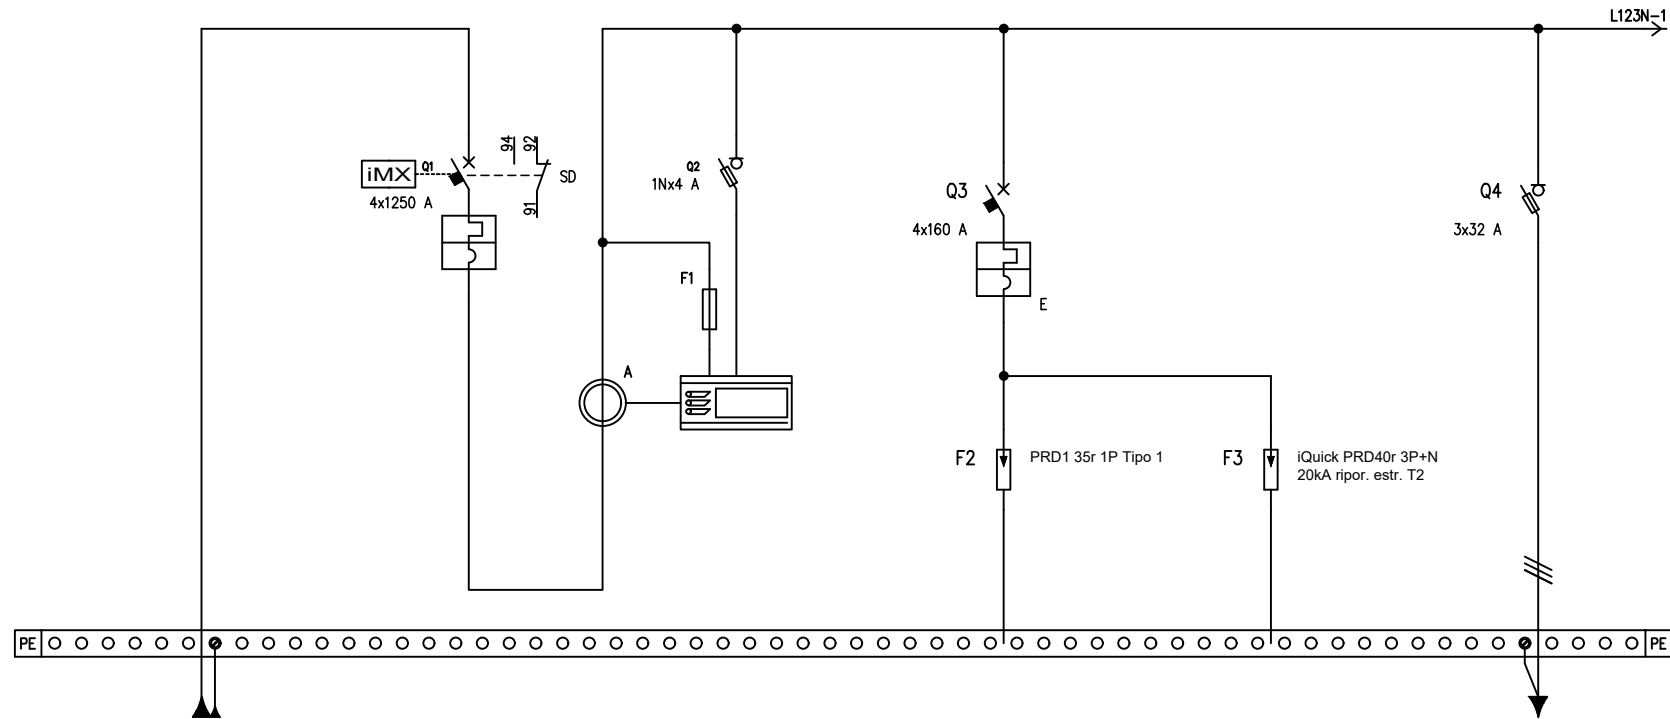 L123N-1
94
92
iMX
Q1
SD
4x1250 A
91
Q2
1Nx4 A
Q3
4x160 A
Q4
3x32 A
F1
E
A
F2
PRD1 35r 1P Tipo 1
F3
iQuick PRD40r 3P+N
20kA ripor. estr. T2
PE
PE